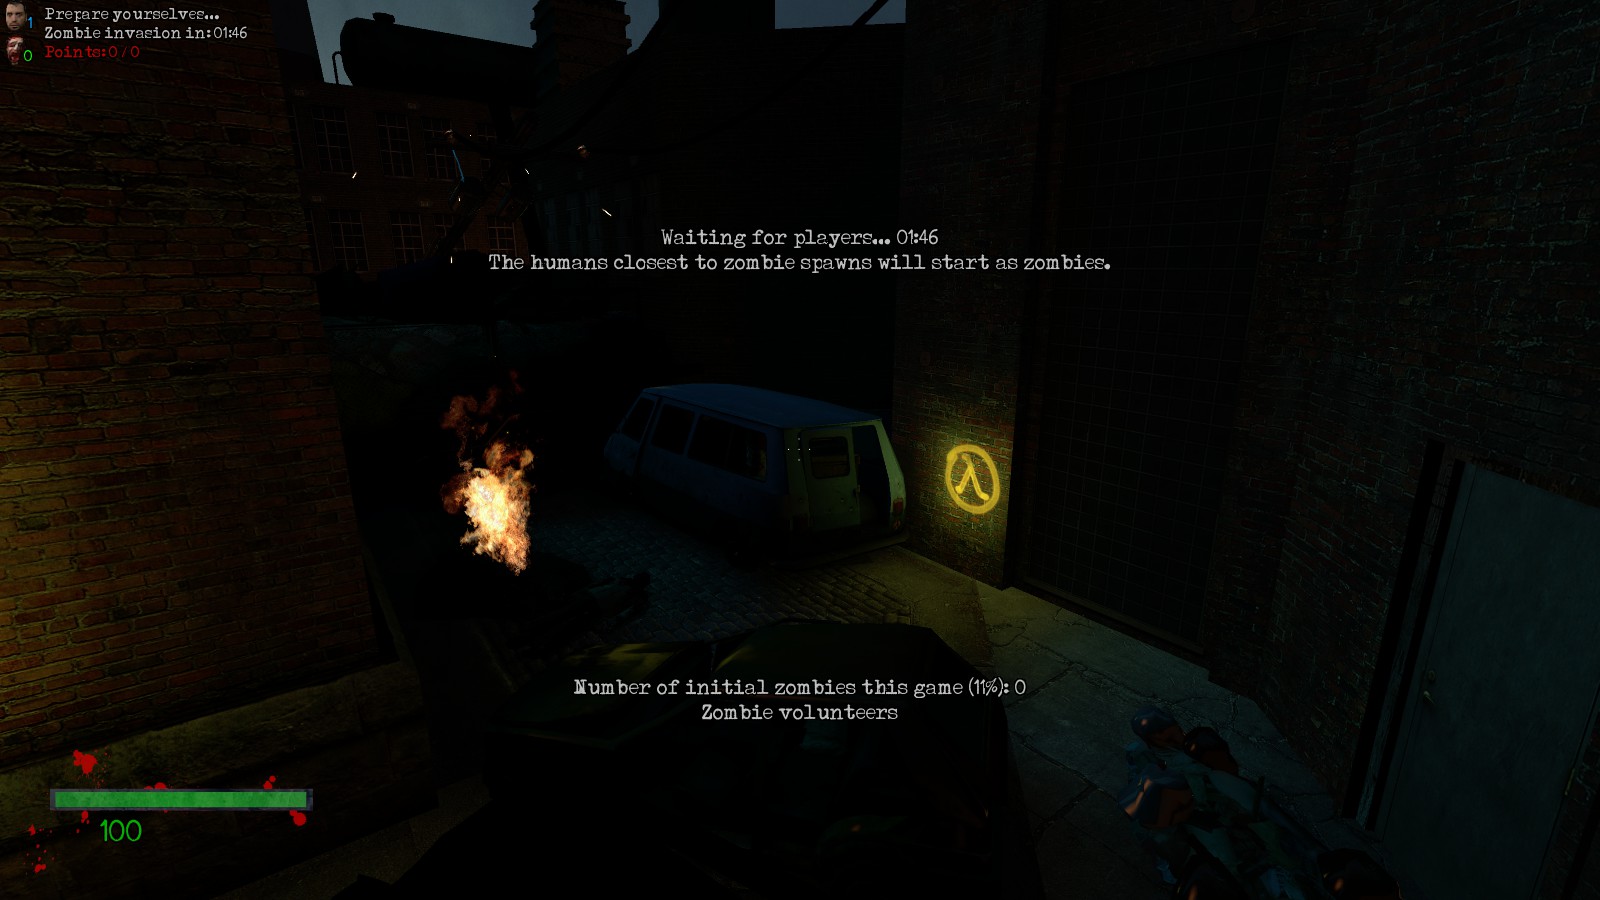 Prepare yourselves...
1
Zombie invasion in:01:46
0
Points:0 / 0
Waiting for players... 01:46
The humans closest to zombie spawns will start as zombies.
λ
Number of initial zombies this game (11%): 0
Zombie volunteers
100